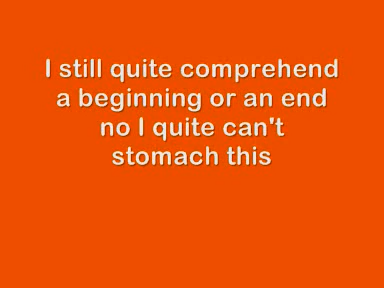 I still quite comprehend
a beginning or an end
no I quite can't
stomach this